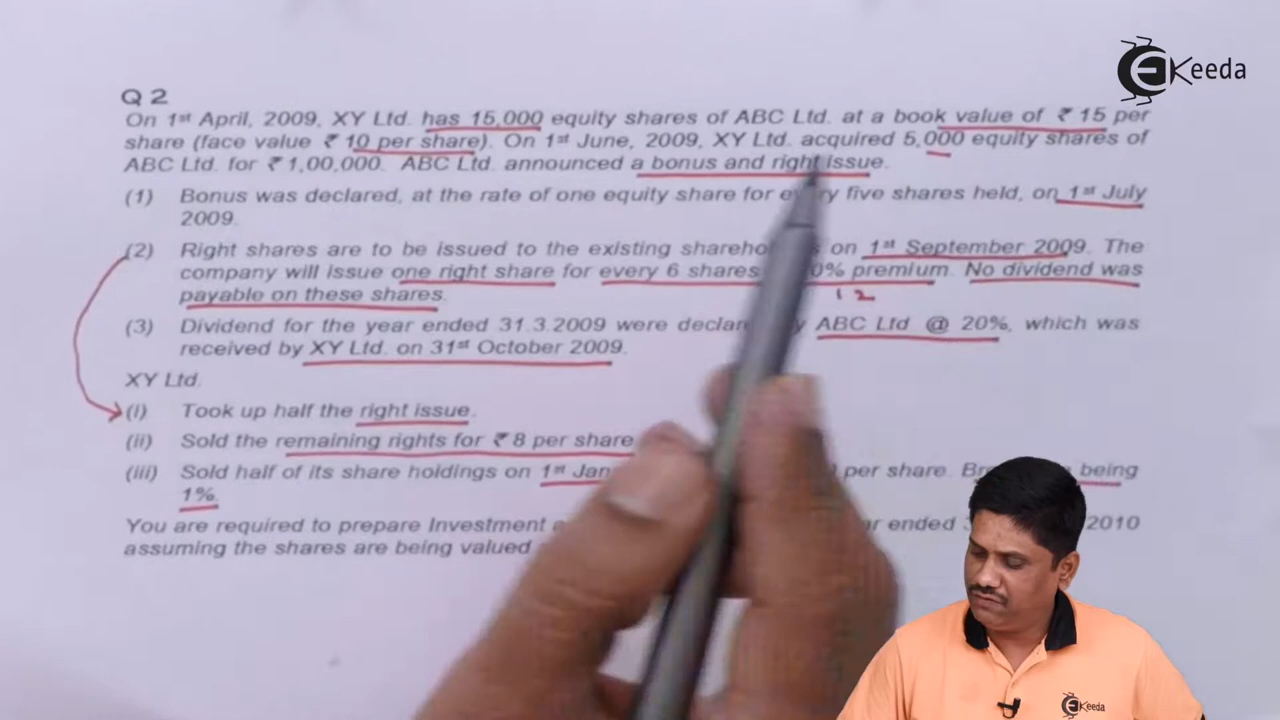 EKeeda
Q 2
On 1st April, 2009, XY Ltd. has 15,000 equity shares of ABC Ltd. at a book value of ₹ 15 per
share (face value ₹ 10 per share). On 1st June, 2009, XY Ltd. acquired 5,000 equity shares of
ABC Ltd. for ₹ 1,00,000. ABC Ltd. announced a bonus and right issue.
(1) Bonus was declared, at the rate of one equity share for every five shares held, on 1st July
2009.
(2) Right shares are to be issued to the existing on 1st September 2009. The
company will issue one right share for every 6 shares 0% premium. No dividend was
payable on these shares.
12
(3) Dividend for the year ended 31.3.2009 were ABC Ltd @ 20%, which was
received by XY Ltd. on 31st October 2009.
XY Ltd.
(i) Took up half the right issue.
(ii) Sold the remaining rights for ₹ 8 per share
(iii) Sold half of its share holdings on 1st Jan per share. being
1%.
You are required to prepare Investment ended 2010
assuming the shares are being valued
EKeeda